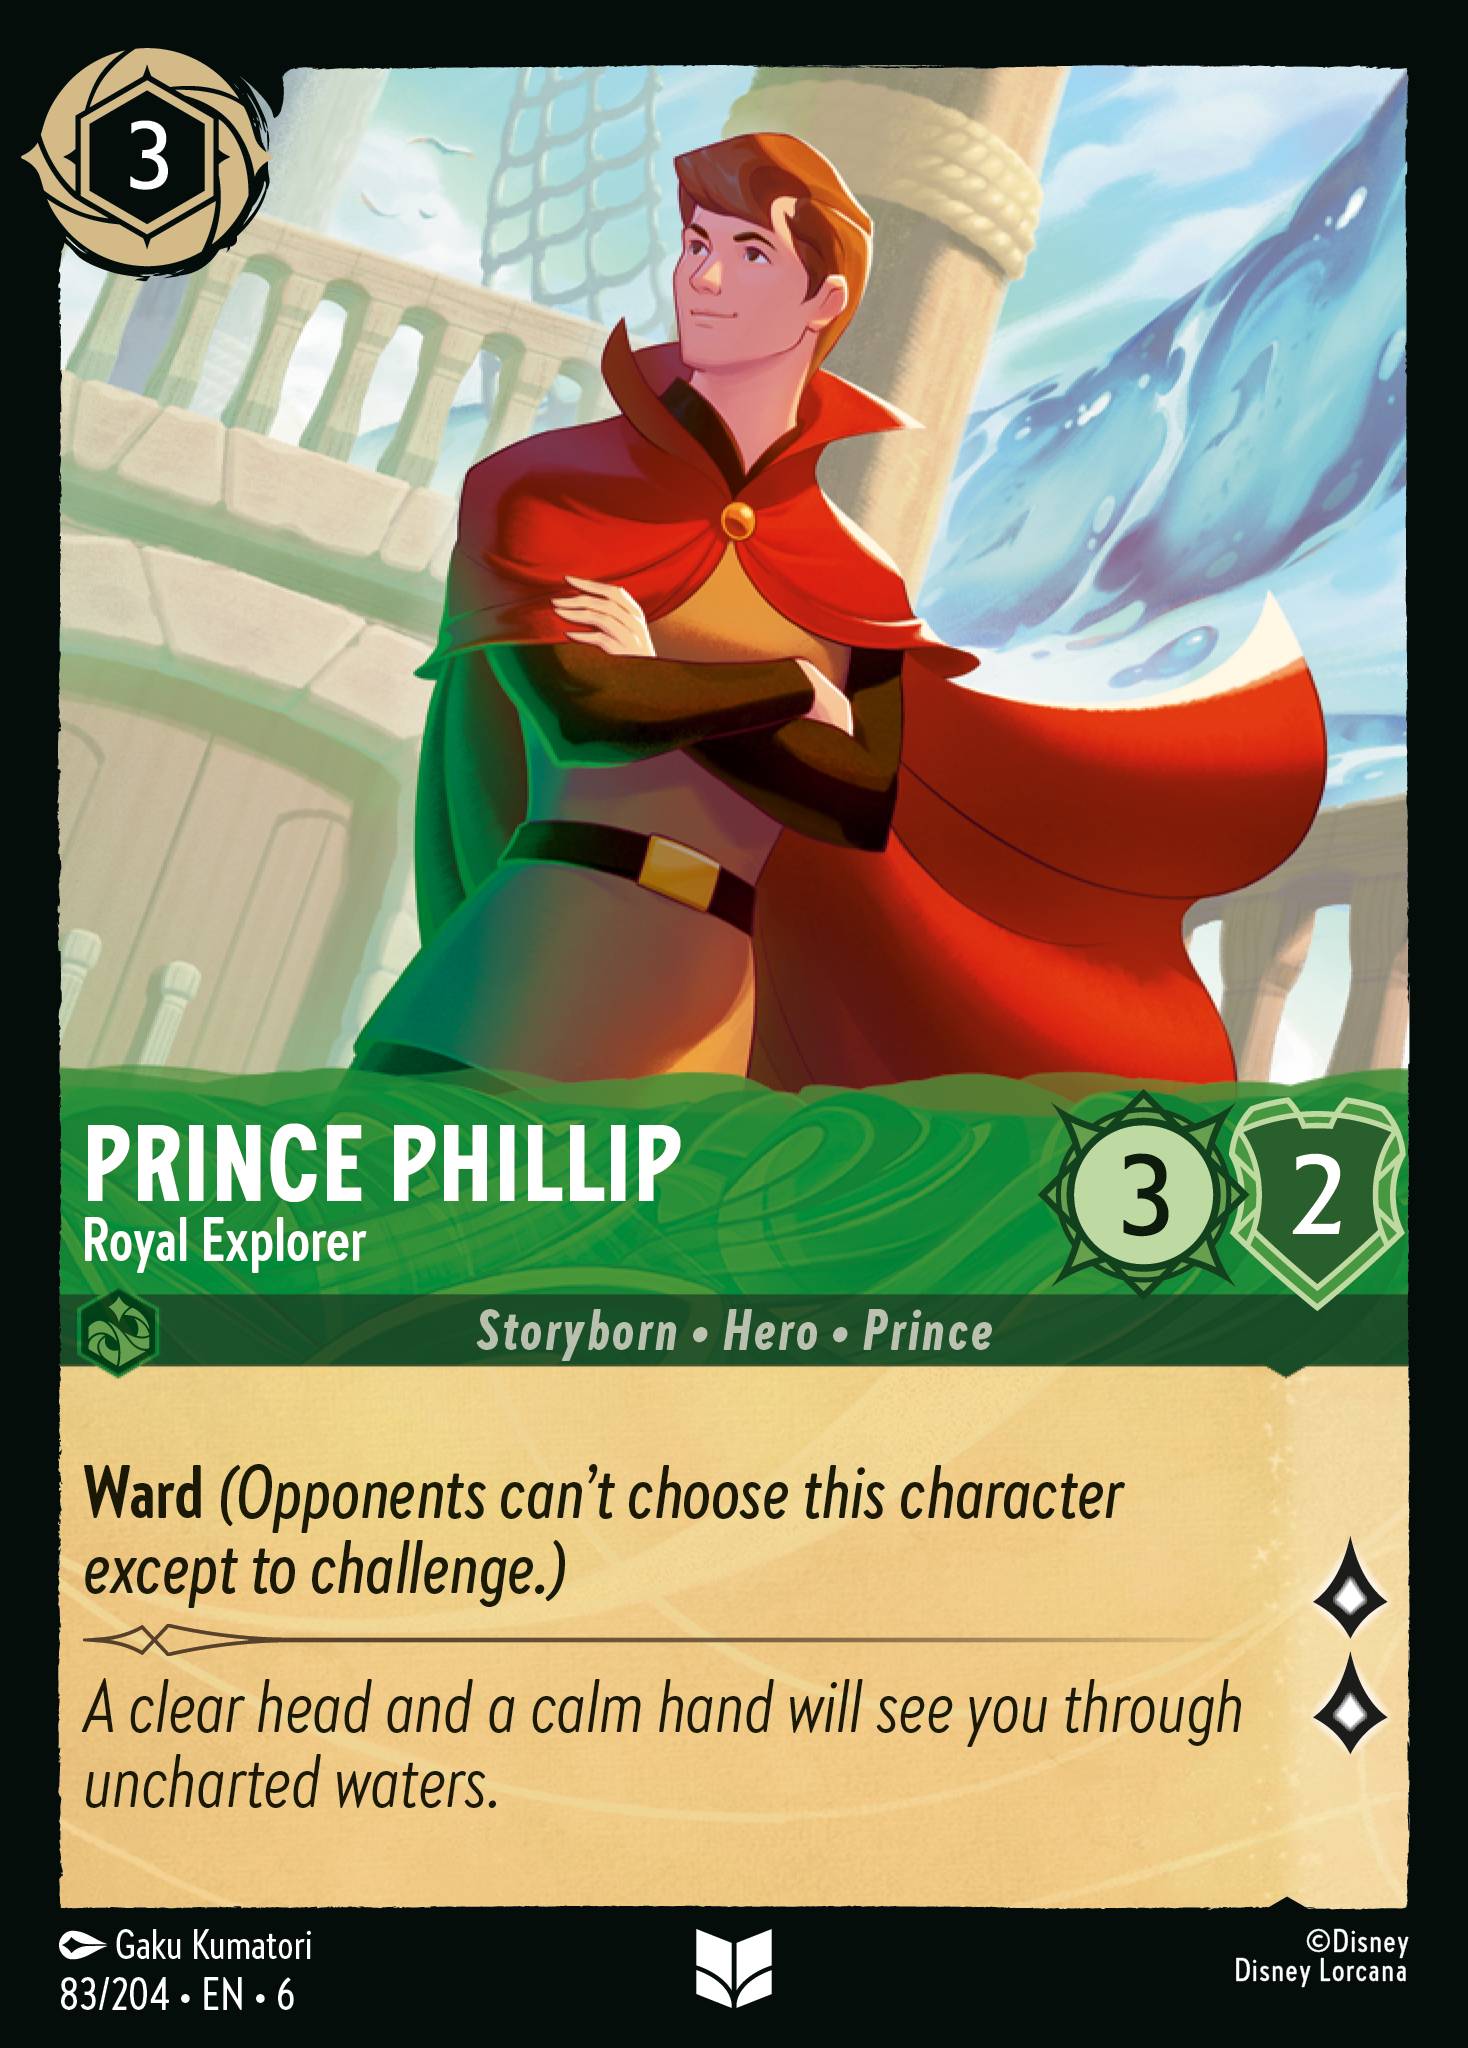 3
PRINCE PHILLIP
Royal Explorer
3
2
Storyborn • Hero • Prince
Ward (Opponents can’t choose this character
except to challenge.)
A clear head and a calm hand will see you through
uncharted waters.
Gaku Kumatori
83/204 • EN • 6
©Disney
Disney Lorcana